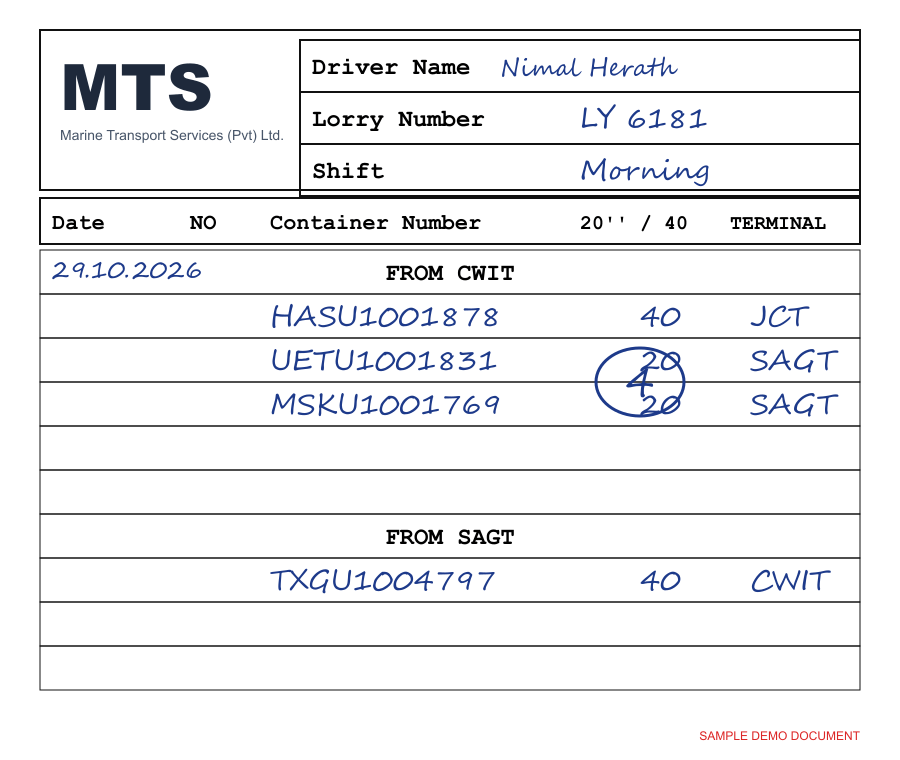 MTS
Marine Transport Services (Pvt) Ltd.
Driver Name Nimal Herath
Lorry Number LY 6181
Shift Morning
Date NO Container Number 20'' / 40 TERMINAL
29.10.2026 FROM CWIT
HASU1001878 40 JCT
UETU1001831 20 SAGT
4
MSKU1001769 20 SAGT
FROM SAGT
TXGU1004797 40 CWIT
SAMPLE DEMO DOCUMENT